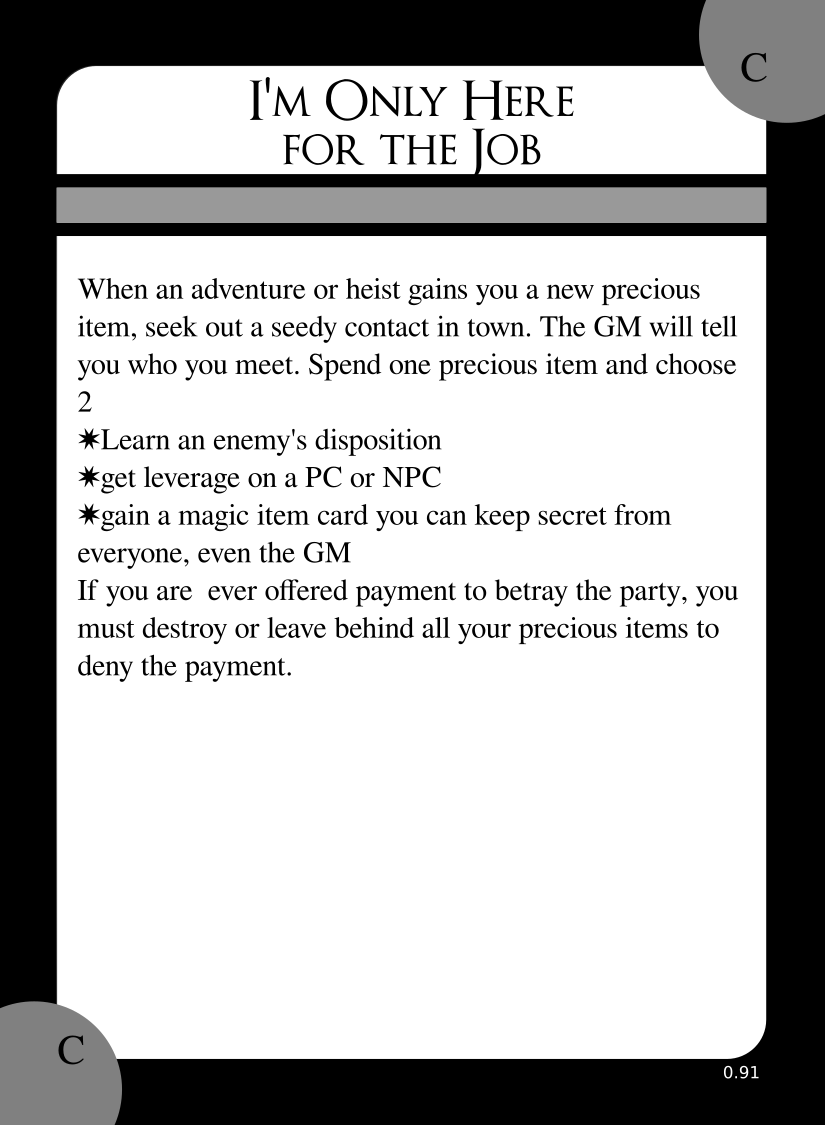 C
I'm Only Here
for the Job
When an adventure or heist gains you a new precious
item, seek out a seedy contact in town. The GM will tell
you who you meet. Spend one precious item and choose
2
✷Learn an enemy's disposition
✷get leverage on a PC or NPC
✷gain a magic item card you can keep secret from
everyone, even the GM
If you are  ever offered payment to betray the party, you
must destroy or leave behind all your precious items to
deny the payment.
C
0.91